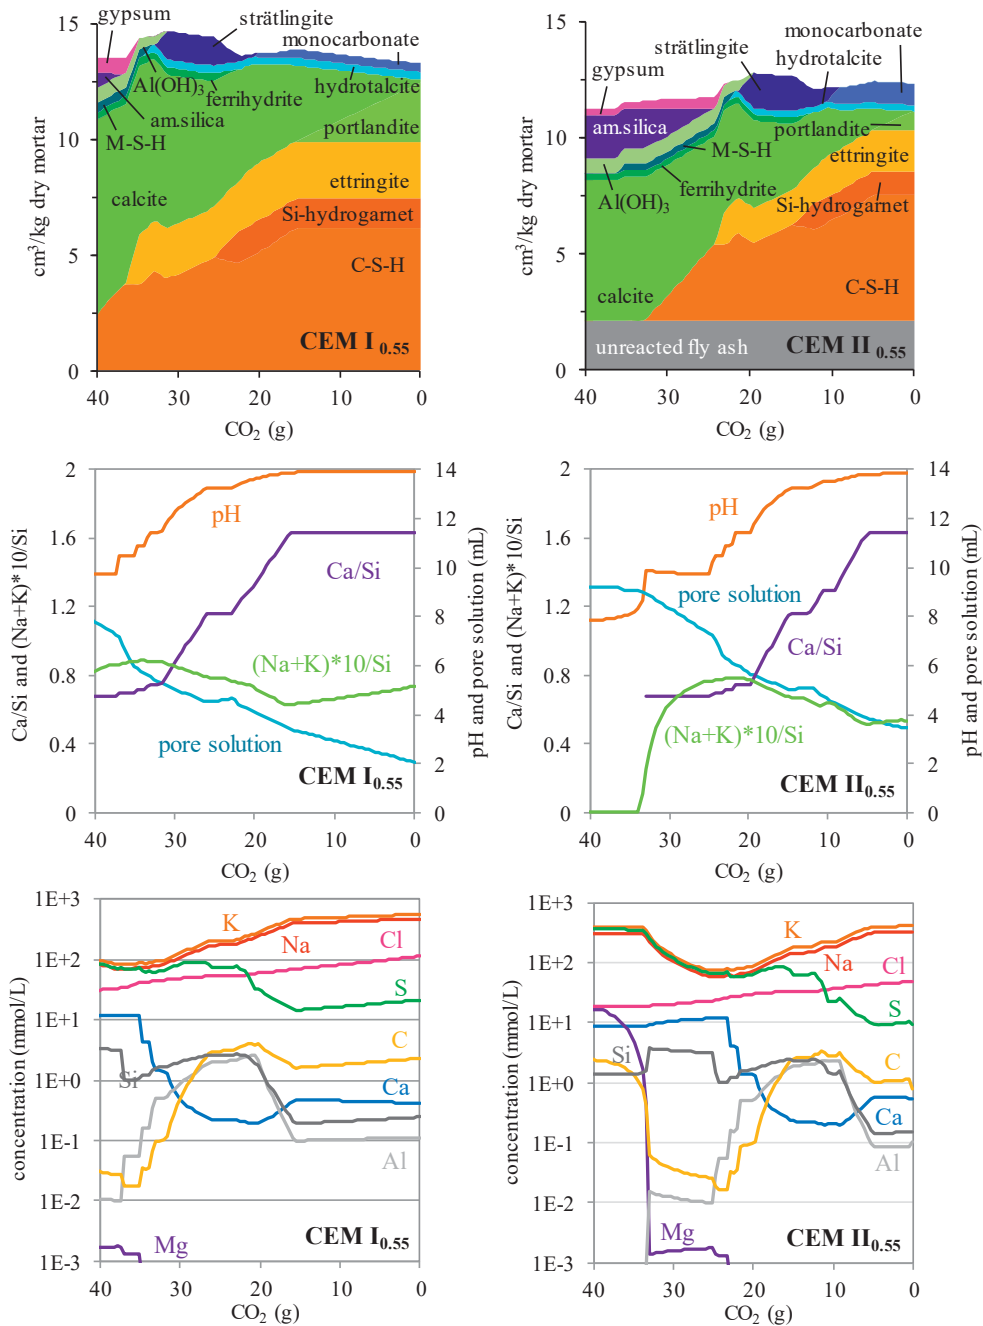 15
10
5
0
cm³/kg dry mortar
gypsum
strätlingite
monocarbonate
Al(OH)₃
ferrihydrite
hydrotalcite
am.silica
M-S-H
portlandite
calcite
ettringite
Si-hydrogarnet
C-S-H
CEM I 0.55
40 30 20 10 0
CO₂ (g)
15
10
5
0
cm³/kg dry mortar
monocarbonate
strätlingite
hydrotalcite
gypsum
am.silica
portlandite
M-S-H
ettringite
ferrihydrite
Al(OH)₃
Si-hydrogarnet
calcite
C-S-H
unreacted fly ash
CEM II 0.55
40 30 20 10 0
CO₂ (g)
2
1.6
1.2
0.8
0.4
0
Ca/Si and (Na+K)*10/Si
14
12
10
8
6
4
2
0
pH and pore solution (mL)
pH
Ca/Si
(Na+K)*10/Si
pore solution
CEM I0.55
40 30 20 10 0
CO₂ (g)
2
1.6
1.2
0.8
0.4
0
Ca/Si and (Na+K)*10/Si
14
12
10
8
6
4
2
0
pH and pore solution (mL)
pH
pore solution
Ca/Si
(Na+K)*10/Si
CEM II0.55
40 30 20 10 0
CO₂ (g)
1E+3
1E+2
1E+1
1E+0
1E-1
1E-2
1E-3
concentration (mmol/L)
K
Na
Cl
S
C
Si
Ca
Al
Mg
CEM I0.55
40 30 20 10 0
CO₂ (g)
1E+3
1E+2
1E+1
1E+0
1E-1
1E-2
1E-3
concentration (mmol/L)
K
Na
Cl
S
Si
C
Ca
Al
Mg
CEM II0.55
40 30 20 10 0
CO₂ (g)